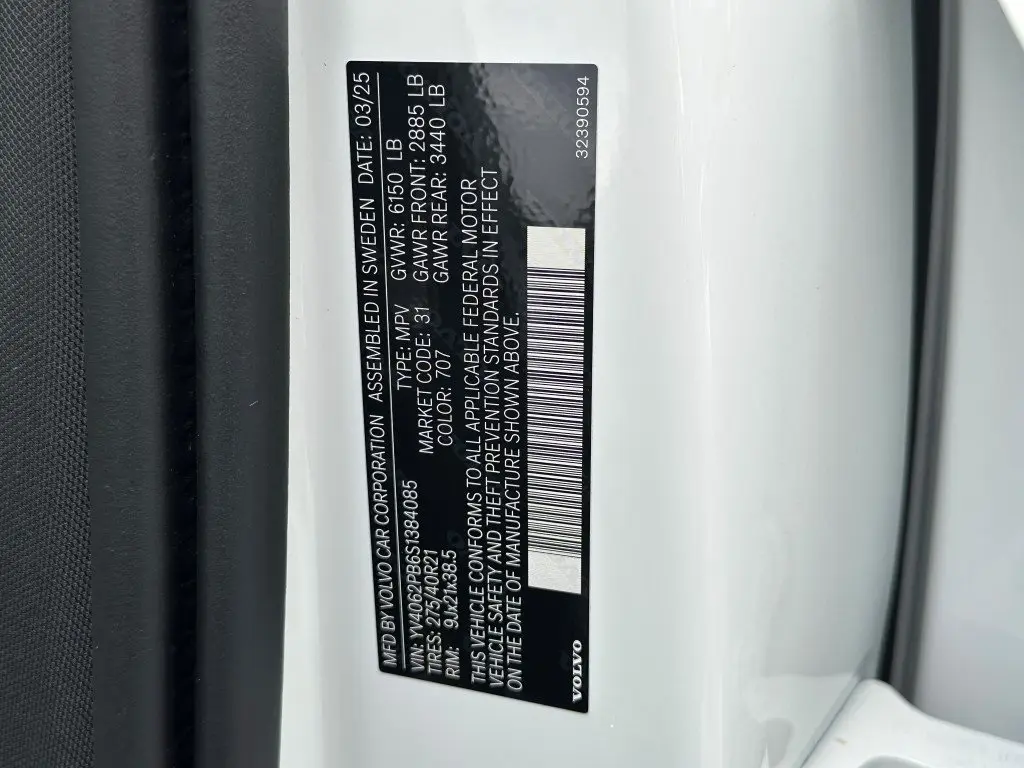 MFD BY VOLVO CAR CORPORATION ASSEMBLED IN SWEDEN DATE: 03/25
VIN: YV4062PB6S1384085 TYPE: MPV GVWR: 6150 LB
TIRES: 275/40R21 MARKET CODE: 31 GAWR FRONT: 2885 LB
RIM: 9Jx21x38.5 COLOR: 707 GAWR REAR: 3440 LB
THIS VEHICLE CONFORMS TO ALL APPLICABLE FEDERAL MOTOR
VEHICLE SAFETY AND THEFT PREVENTION STANDARDS IN EFFECT
ON THE DATE OF MANUFACTURE SHOWN ABOVE.
VOLVO 32390594